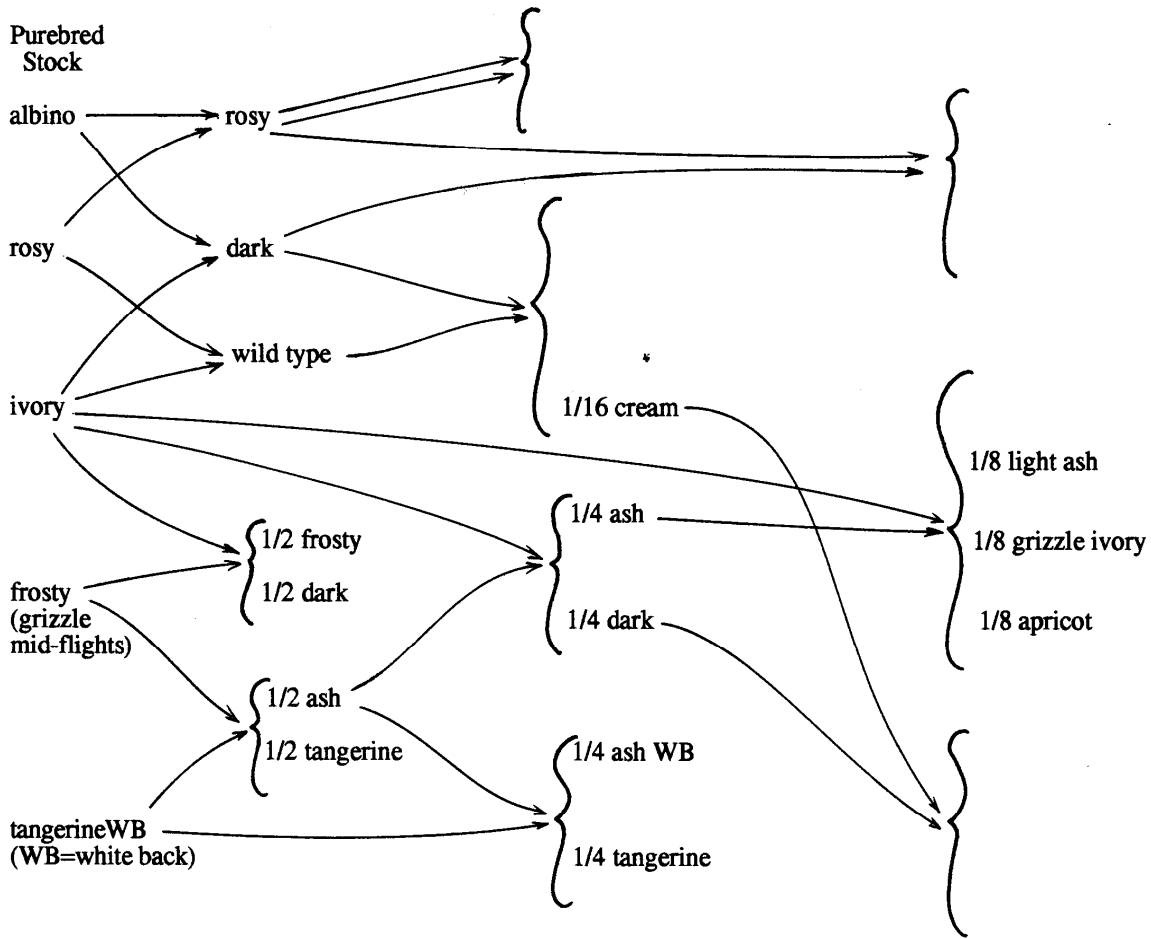 Purebred
Stock
albino
rosy
rosy
dark
wild type
ivory
1/16 cream
1/8 light ash
1/4 ash
1/2 frosty
1/8 grizzle ivory
frosty
(grizzle
mid-flights)
1/2 dark
1/4 dark
1/8 apricot
1/2 ash
1/2 tangerine
1/4 ash WB
tangerineWB
(WB=white back)
1/4 tangerine